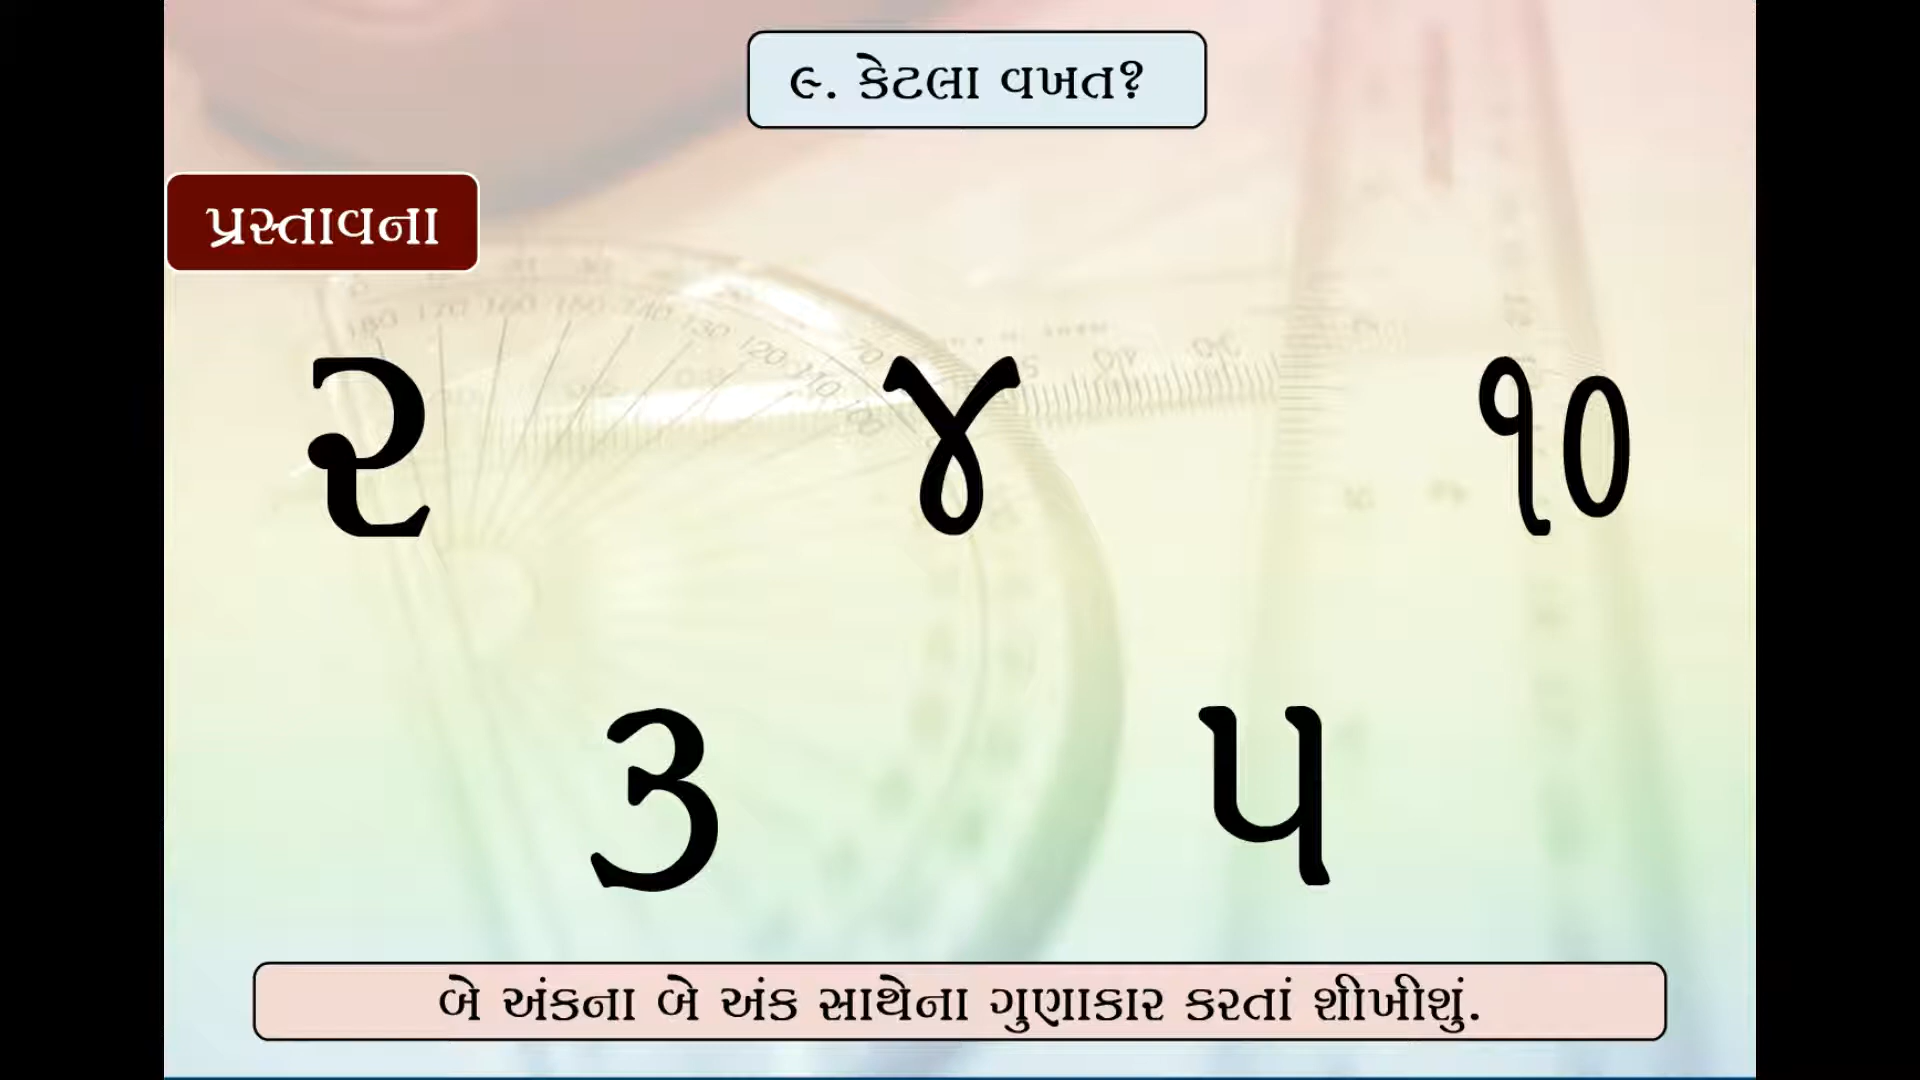 ૯. કેટલા વખત?
પ્રસ્તાવના
૨ ૪ ૧૦
૩ ૫
બે અંકના બે અંક સાથેના ગુણાકાર કરતાં શીખીશું.